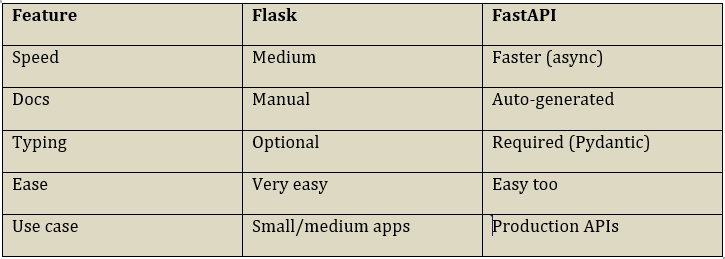 Feature Flask FastAPI
Speed Medium Faster (async)
Docs Manual Auto-generated
Typing Optional Required (Pydantic)
Ease Very easy Easy too
Use case Small/medium apps Production APIs